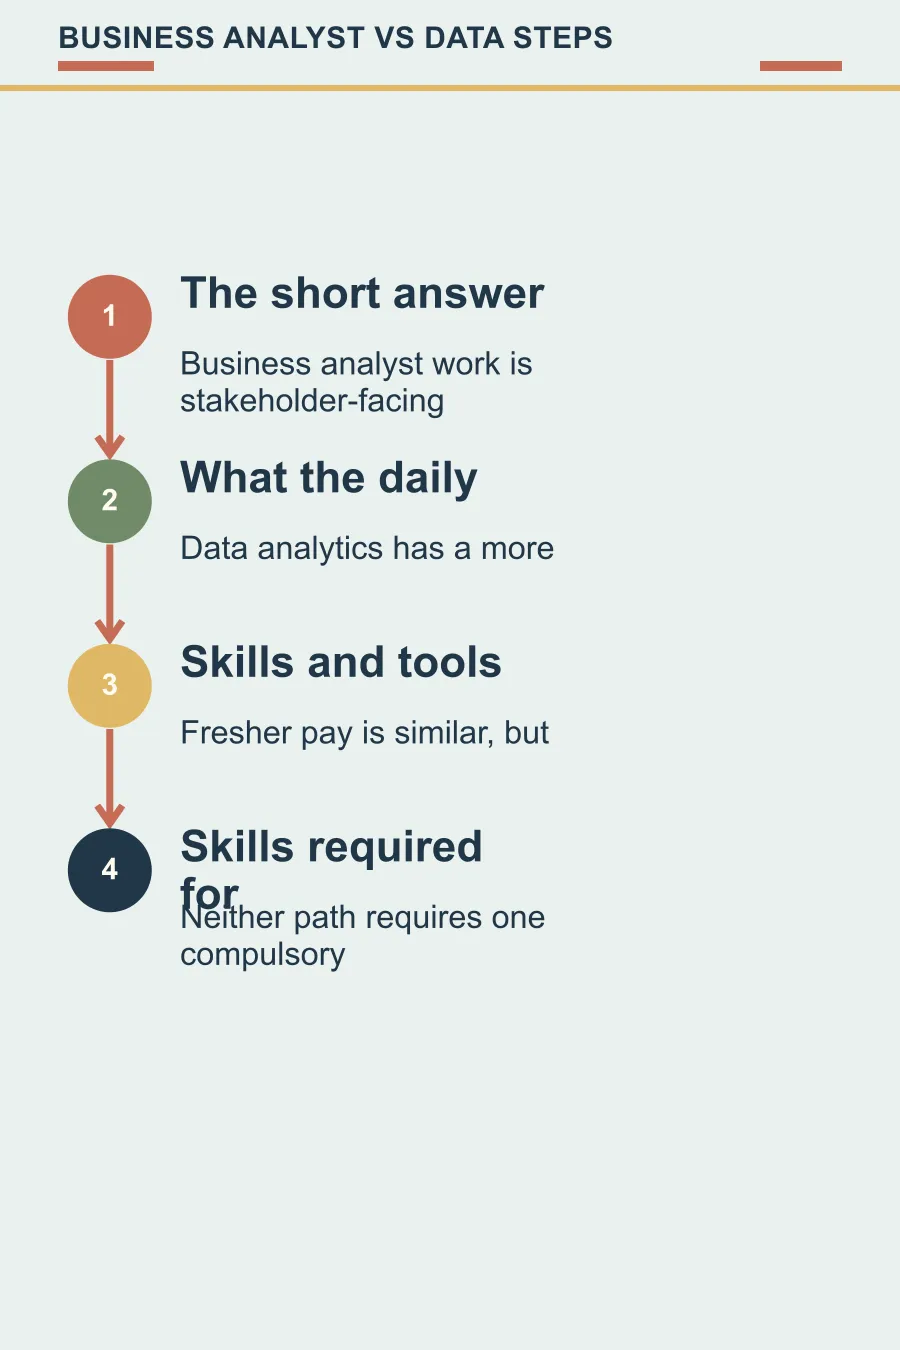 BUSINESS ANALYST VS DATA STEPS
1
The short answer
Business analyst work is
stakeholder-facing
2
What the daily
Data analytics has a more
3
Skills and tools
Fresher pay is similar, but
4
Skills required
for
Neither path requires one
compulsory